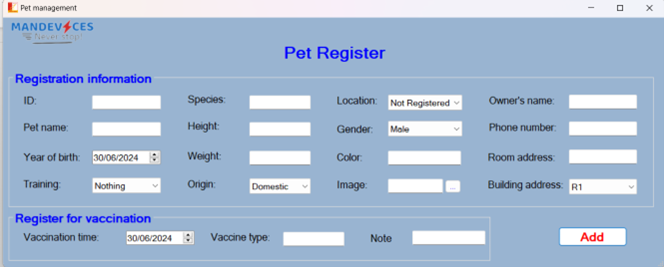 Pet management
MANDEVICES
Pet Register
Registration information
ID: Species: Location: Not Registered Owner's name:
Pet name: Height: Gender: Male Phone number:
Year of birth: 30/06/2024 Weight: Color: Room address:
Training: Nothing Origin: Domestic Image: ... Building address: R1
Register for vaccination
Vaccination time: 30/06/2024 Vaccine type: Note
Add